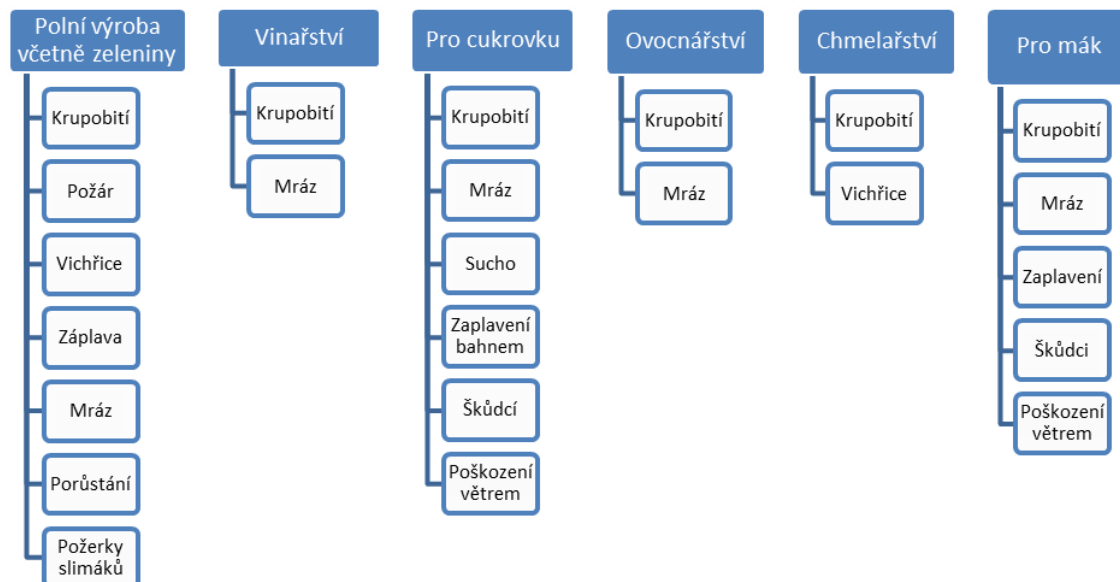 Polní výroba
včetně zeleniny
Krupobití
Požár
Vichřice
Záplava
Mráz
Porůstání
Požerky
slimáků
Vinařství
Krupobití
Mráz
Pro cukrovku
Krupobití
Mráz
Sucho
Zaplavení
bahnem
Škůdcí
Poškození
větrem
Ovocnářství
Krupobití
Mráz
Chmelařství
Krupobití
Vichřice
Pro mák
Krupobití
Mráz
Zaplavení
Škůdci
Poškození
větrem